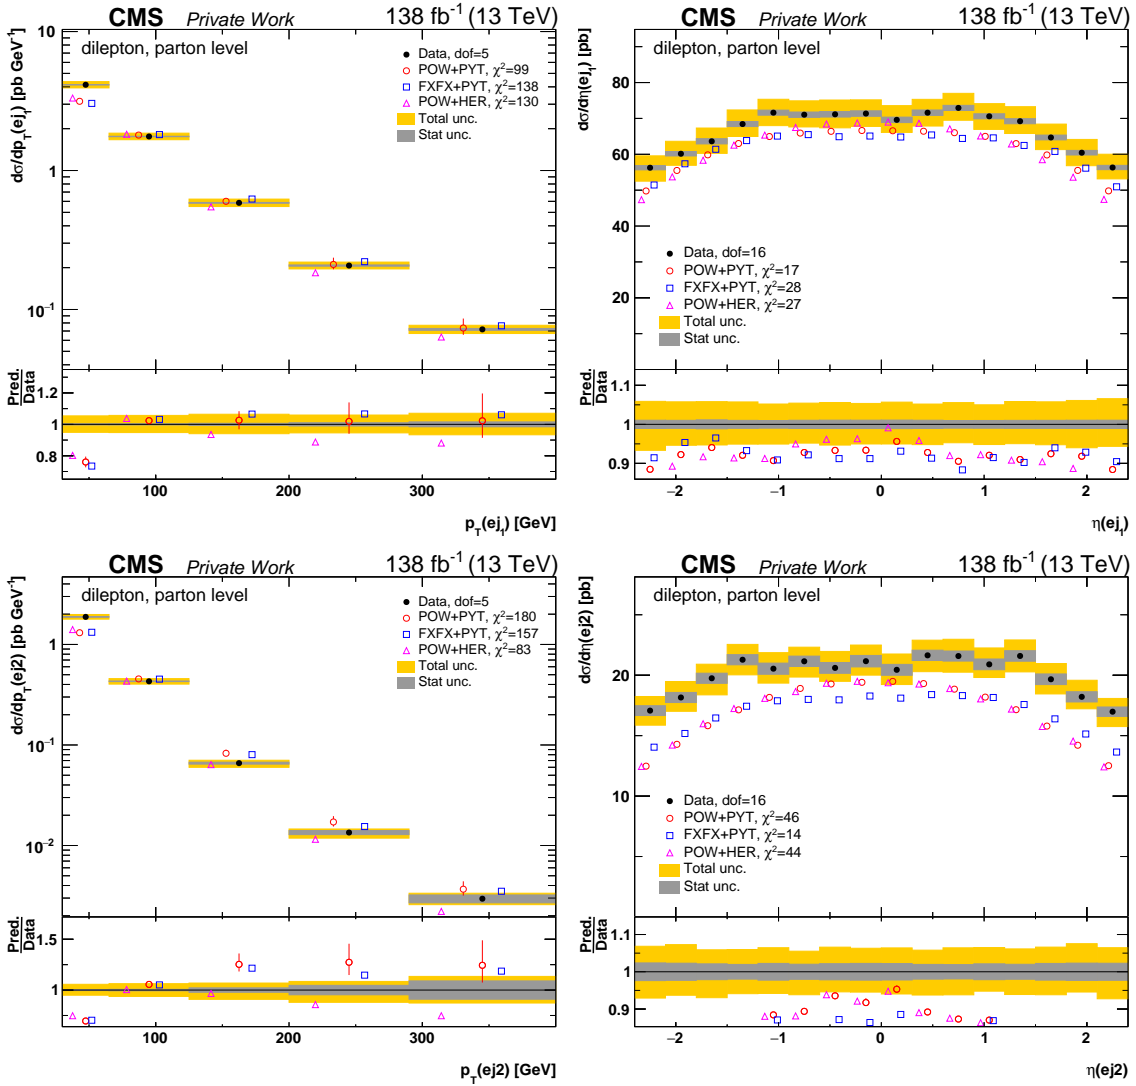 CMS Private Work 138 fb⁻¹ (13 TeV)
dilepton, parton level
dσ/dp_T(ej_1) [pb GeV⁻¹]
10
1
10⁻¹
Data, dof=5
POW+PYT, χ²=99
FXFX+PYT, χ²=138
POW+HER, χ²=130
Total unc.
Stat unc.
Pred.
Data
1.2
1
0.8
100 200 300
p_T(ej_1) [GeV]
CMS Private Work 138 fb⁻¹ (13 TeV)
dilepton, parton level
dσ/dη(ej_1) [pb]
80
60
40
20
Data, dof=16
POW+PYT, χ²=17
FXFX+PYT, χ²=28
POW+HER, χ²=27
Total unc.
Stat unc.
Pred.
Data
1.1
1
0.9
−2 −1 0 1 2
η(ej_1)
CMS Private Work 138 fb⁻¹ (13 TeV)
dilepton, parton level
dσ/dp_T(ej2) [pb GeV⁻¹]
1
10⁻¹
10⁻²
Data, dof=5
POW+PYT, χ²=180
FXFX+PYT, χ²=157
POW+HER, χ²=83
Total unc.
Stat unc.
Pred.
Data
1.5
1
100 200 300
p_T(ej2) [GeV]
CMS Private Work 138 fb⁻¹ (13 TeV)
dilepton, parton level
dσ/dη(ej2) [pb]
20
10
Data, dof=16
POW+PYT, χ²=46
FXFX+PYT, χ²=14
POW+HER, χ²=44
Total unc.
Stat unc.
Pred.
Data
1.1
1
0.9
−2 −1 0 1 2
η(ej2)